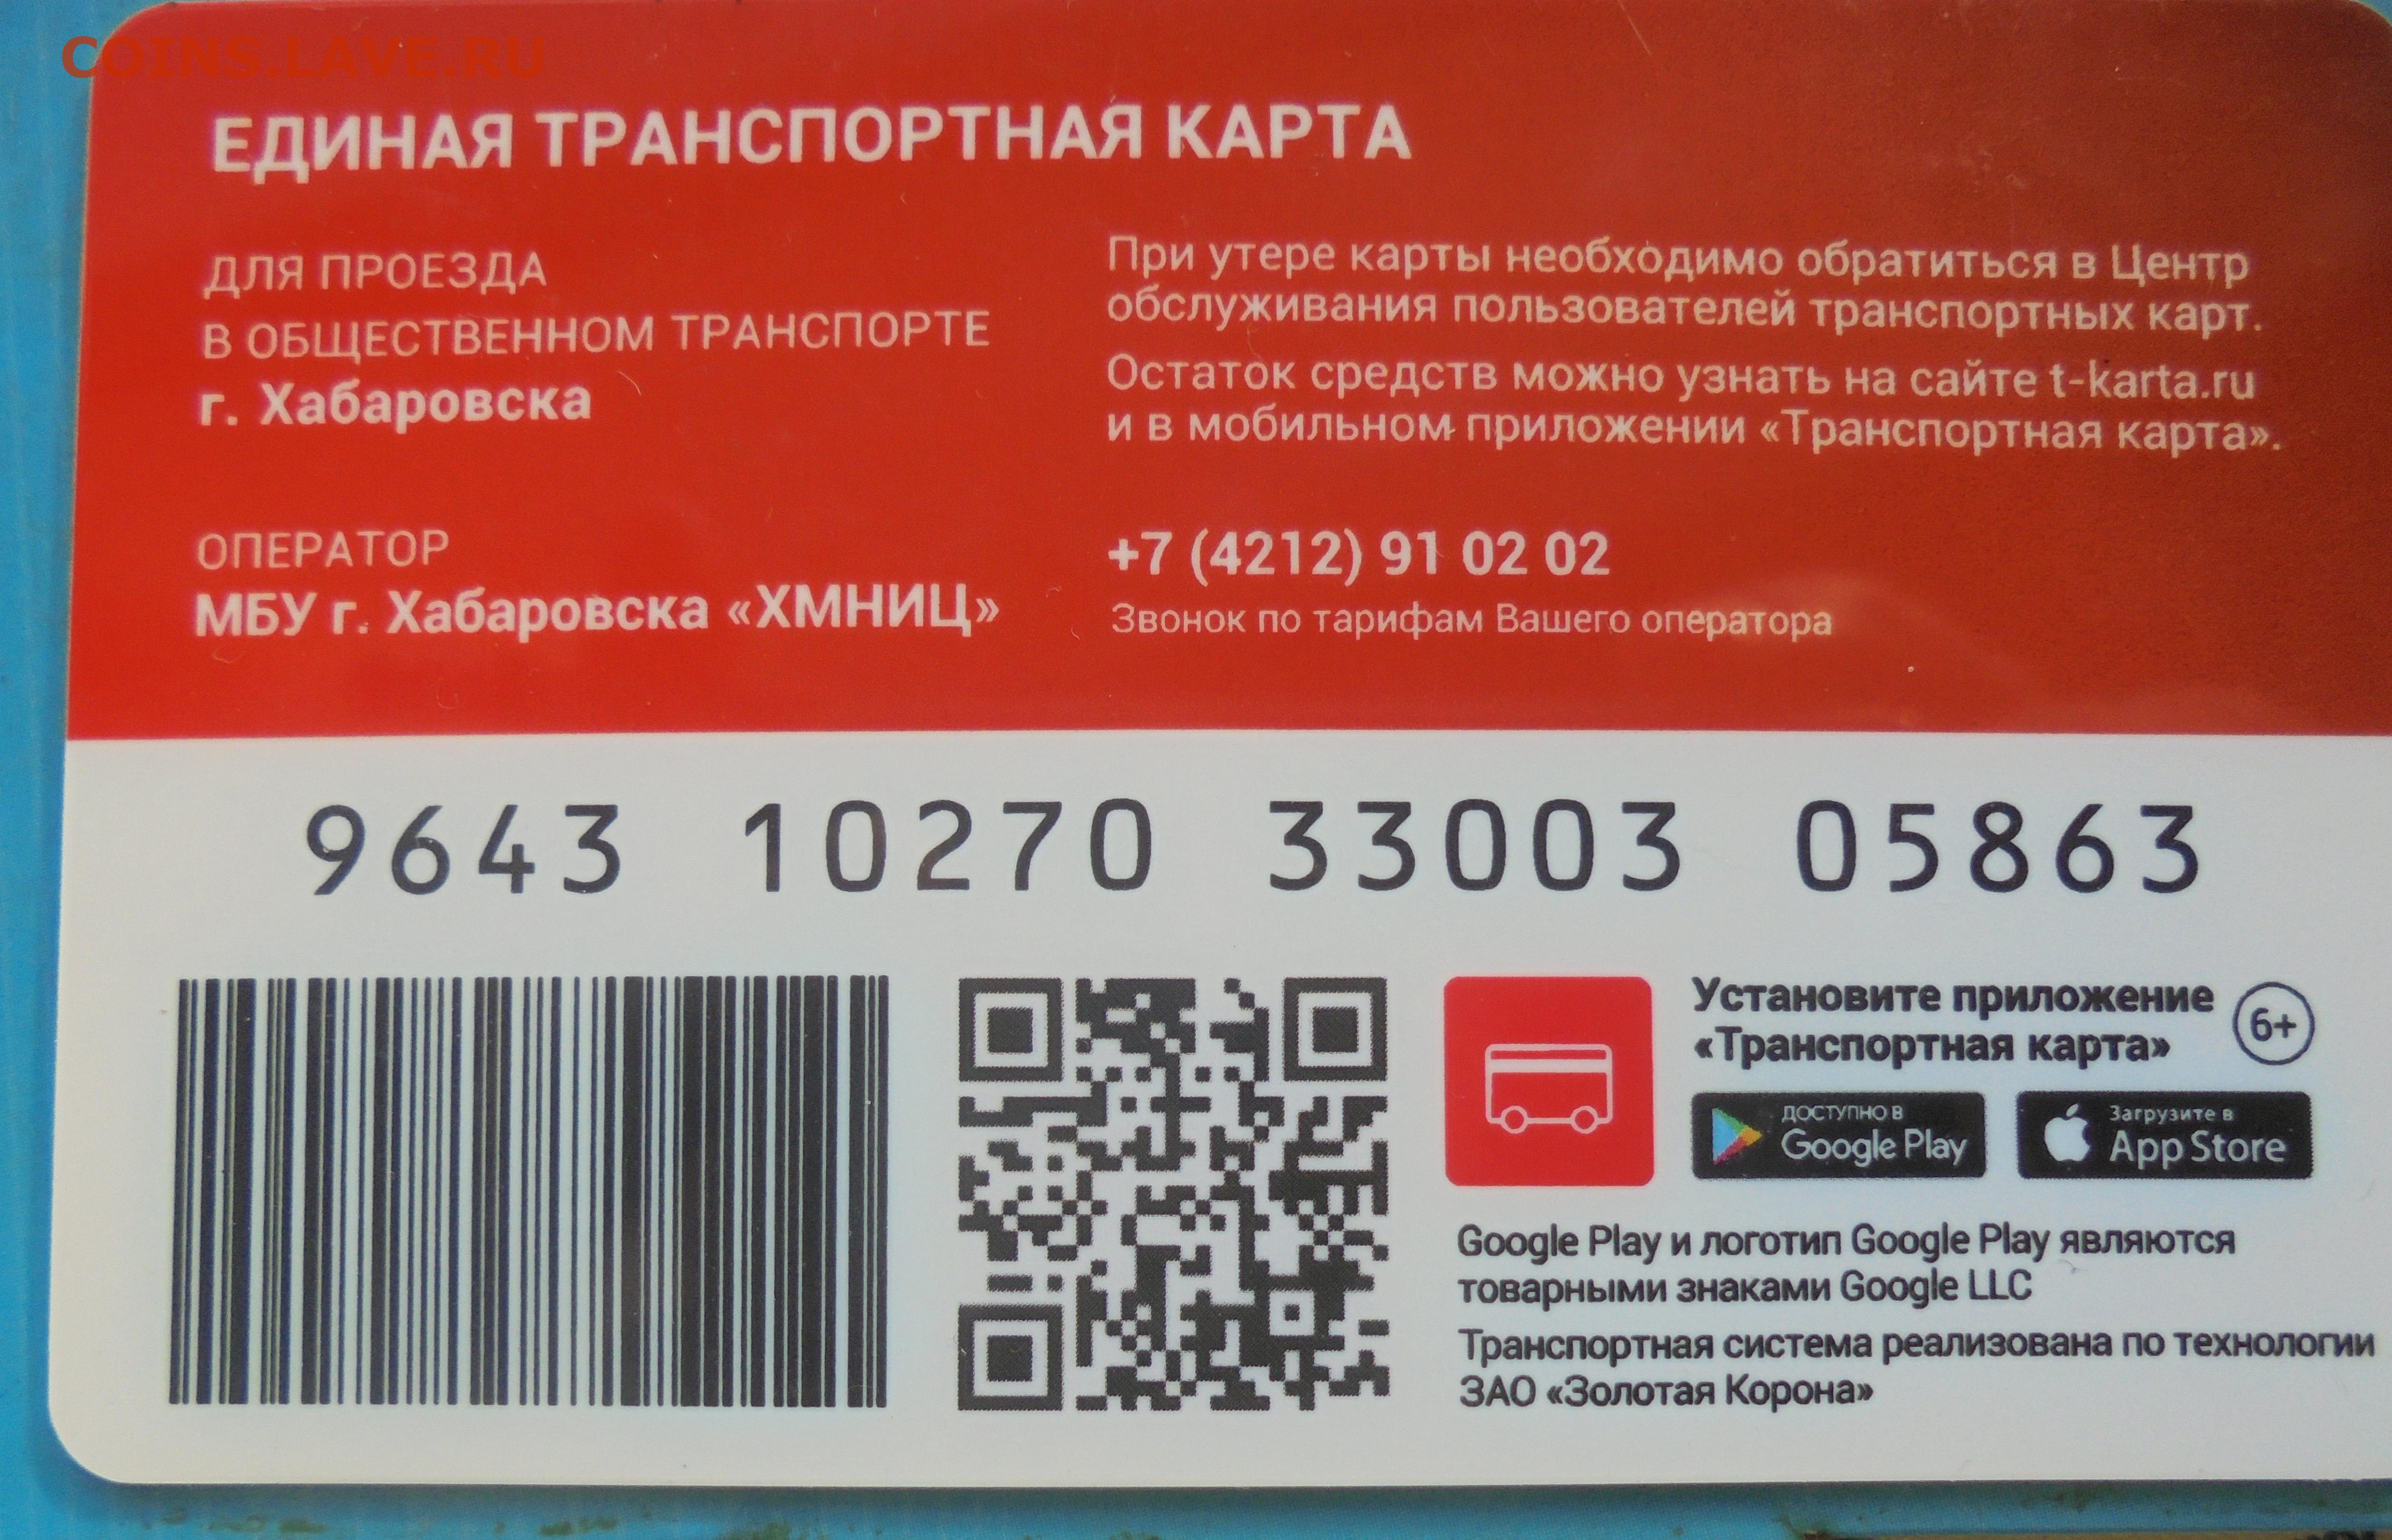 COINS.LAVE.RU
ЕДИНАЯ ТРАНСПОРТНАЯ КАРТА
ДЛЯ ПРОЕЗДА
В ОБЩЕСТВЕННОМ ТРАНСПОРТЕ
г. Хабаровска
ОПЕРАТОР
МБУ г. Хабаровска «ХМНИЦ»
При утере карты необходимо обратиться в Центр
обслуживания пользователей транспортных карт.
Остаток средств можно узнать на сайте t-karta.ru
и в мобильном приложении «Транспортная карта».
+7 (4212) 91 02 02
Звонок по тарифам Вашего оператора
9643 10270 33003 05863
Установите приложение
«Транспортная карта»
6+
ДОСТУПНО В
Google Play
Загрузите в
App Store
Google Play и логотип Google Play являются
товарными знаками Google LLC
Транспортная система реализована по технологии
ЗАО «Золотая Корона»